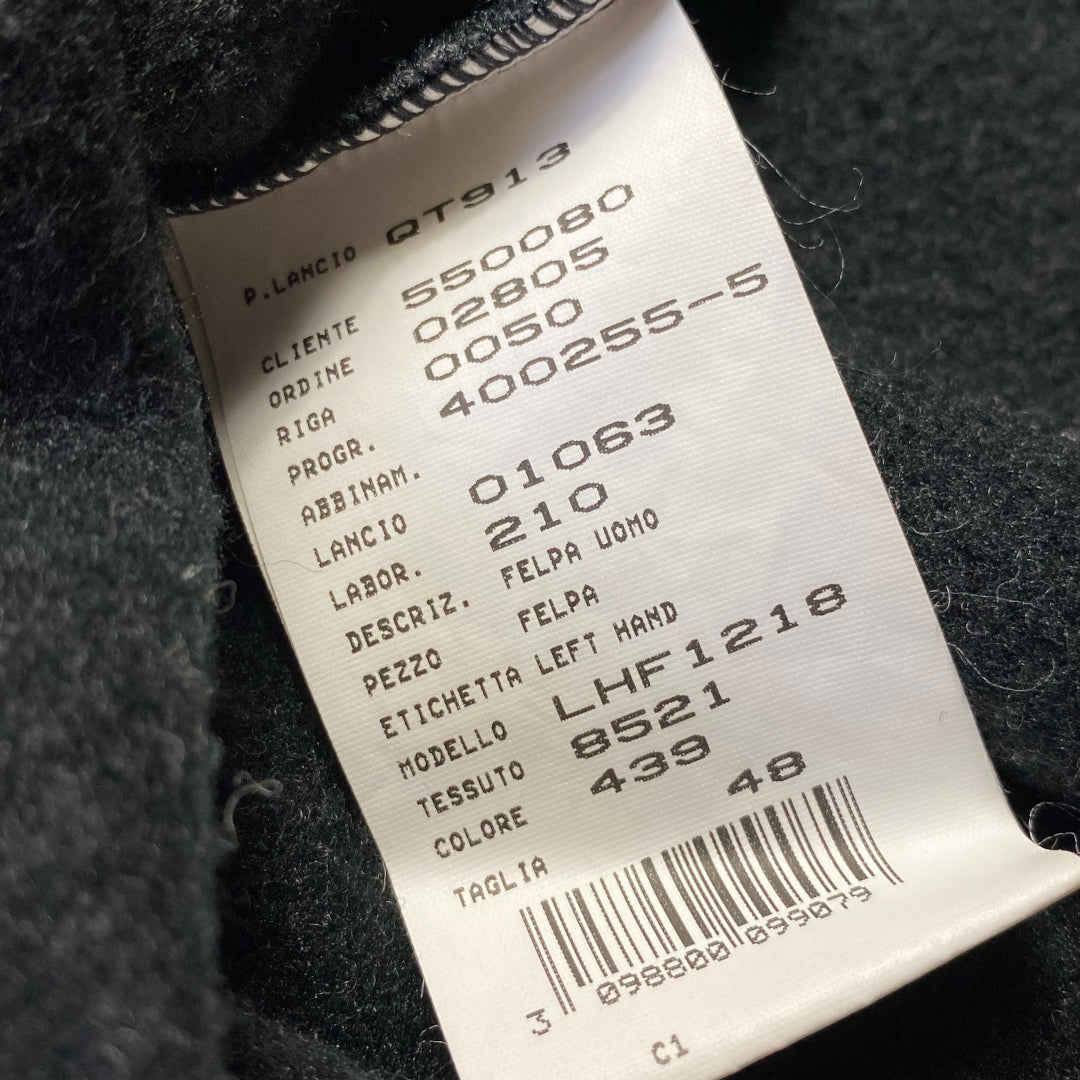 P.LANCIO QT913
CLIENTE 550080
ORDINE 02805
RIGA 0050
PROGR. 400255-5
ABBINAM.
LANCIO 01063
LABOR. 210
DESCRIZ. FELPA UOMO
PEZZO FELPA
ETICHETTA LEFT HAND
MODELLO LHF1218
TESSUTO 8521
COLORE 439
TAGLIA 48
3 098800 099079
C1